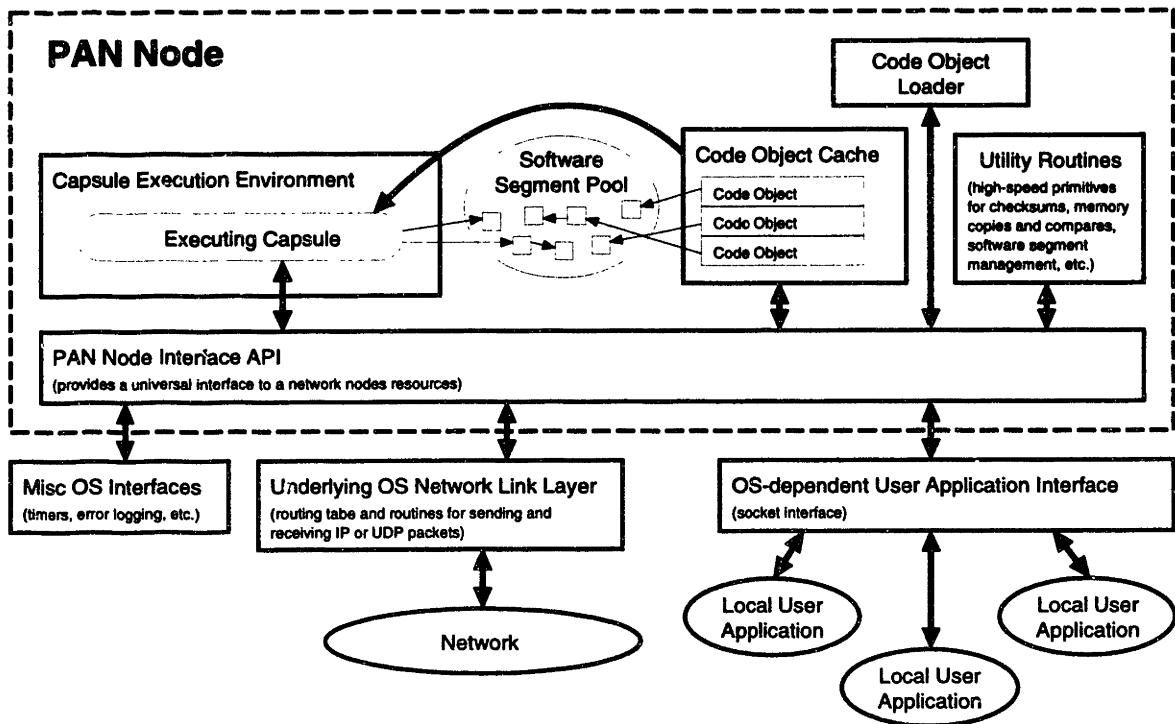 PAN Node
Code Object
Loader
Capsule Execution Environment
Executing Capsule
Software
Segment Pool
Code Object Cache
Code Object
Codo Object
Code Object
Utility Routines
(high-speed primitives
for checksums, memory
copies and compares,
software segment
management, etc.)
PAN Node Interface API
(provides a universal interface to a network nodes resources)
Misc OS Interfaces
(timers, error logging, etc.)
Underlying OS Network Link Layer
(routing tabe and routines for sending and
receiving IP or UDP packets)
OS-dependent User Application Interface
(socket interface)
Network
Local User
Application
Local User
Application
Local User
Application